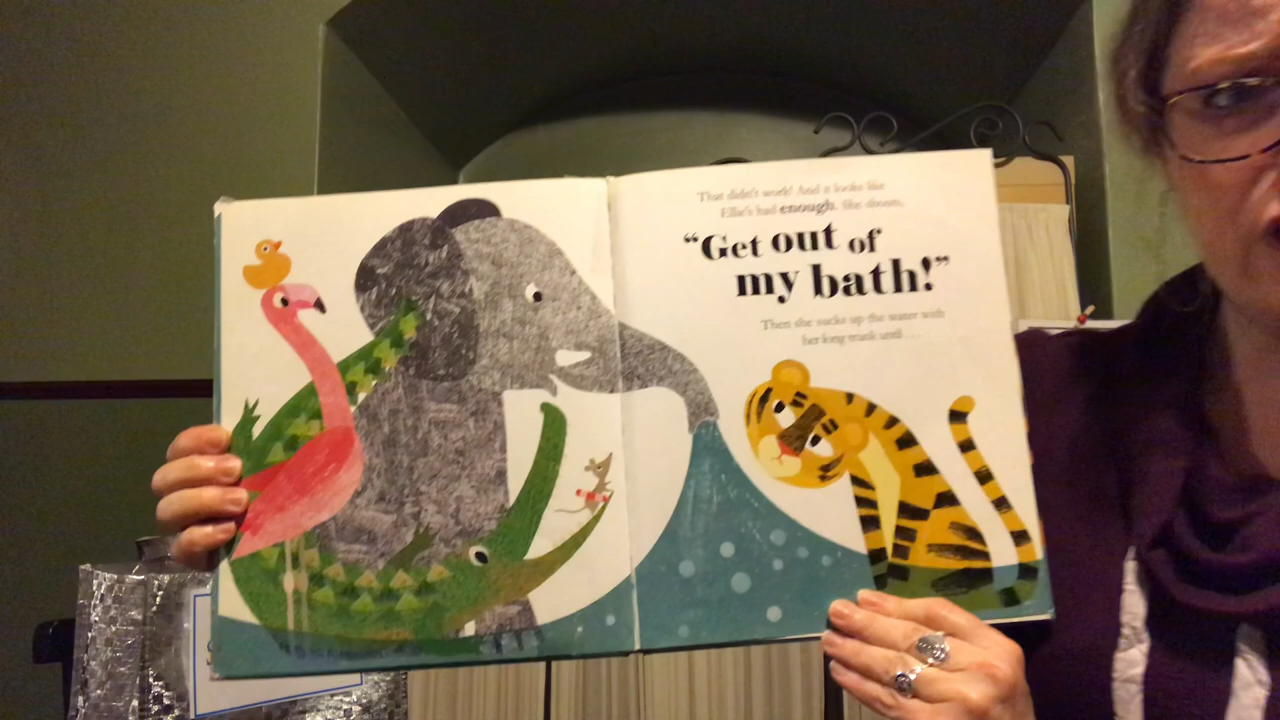 That didn't work! And it looks like
Ellie's had enough. She shouts,
“Get out of
my bath!”
Then she sucks up the water with
her long trunk until . . .